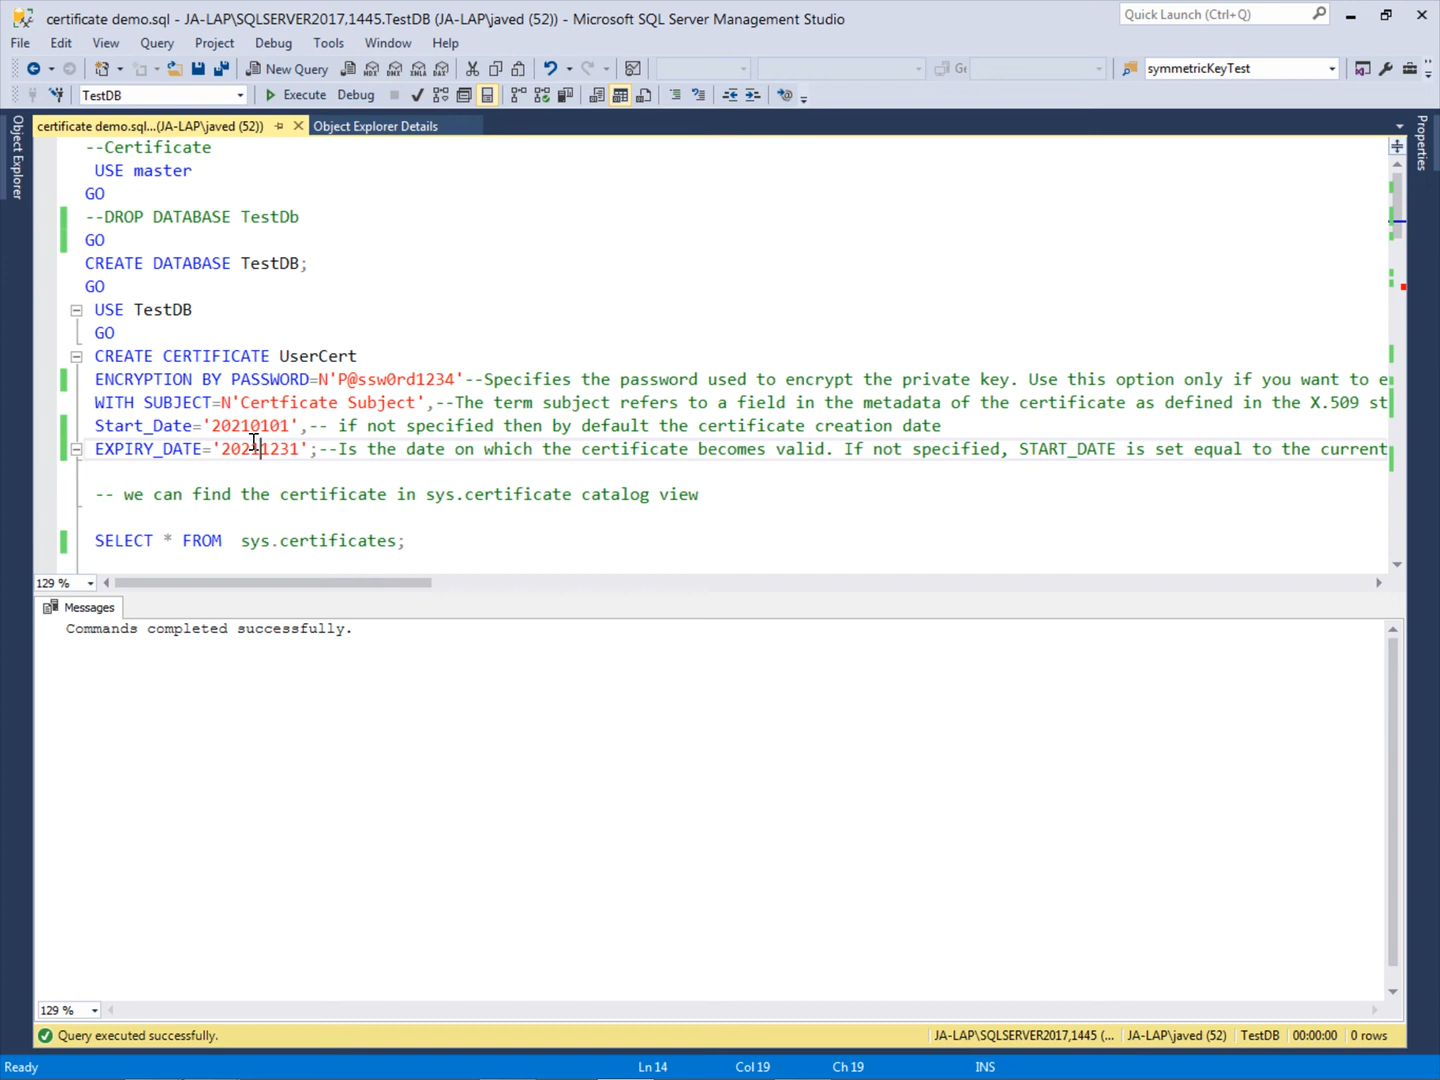 certificate demo.sql - JA-LAP\SQLSERVER2017,1445.TestDB (JA-LAP\javed (52)) - Microsoft SQL Server Management Studio
Quick Launch (Ctrl+Q)
File Edit View Query Project Debug Tools Window Help
New Query
symmetricKeyTest
TestDB
Execute Debug
Object Explorer
Properties
certificate demo.sql...(JA-LAP\javed (52)) Object Explorer Details
--Certificate
USE master
GO
--DROP DATABASE TestDb
GO
CREATE DATABASE TestDB;
GO
USE TestDB
GO
CREATE CERTIFICATE UserCert
ENCRYPTION BY PASSWORD=N'P@ssw0rd1234'--Specifies the password used to encrypt the private key. Use this option only if you want to e
WITH SUBJECT=N'Certficate Subject',--The term subject refers to a field in the metadata of the certificate as defined in the X.509 st
Start_Date='20210101',-- if not specified then by default the certificate creation date
EXPIRY_DATE='20211231';--Is the date on which the certificate becomes valid. If not specified, START_DATE is set equal to the current
-- we can find the certificate in sys.certificate catalog view
SELECT * FROM sys.certificates;
129 %
Messages
Commands completed successfully.
129 %
Query executed successfully.
JA-LAP\SQLSERVER2017,1445 (... JA-LAP\javed (52) TestDB 00:00:00 0 rows
Ready
Ln 14 Col 19 Ch 19 INS